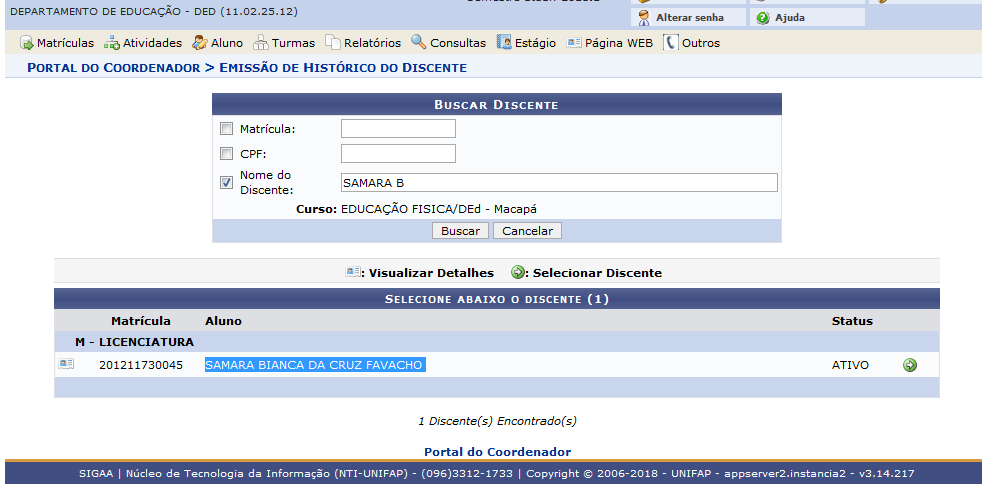 DEPARTAMENTO DE EDUCAÇÃO - DED (11.02.25.12)
Alterar senha Ajuda
Matrículas Atividades Aluno Turmas Relatórios Consultas Estágio Página WEB Outros
PORTAL DO COORDENADOR > EMISSÃO DE HISTÓRICO DO DISCENTE
BUSCAR DISCENTE
Matrícula:
CPF:
Nome do Discente: SAMARA B
Curso: EDUCAÇÃO FISICA/DEd - Macapá
Buscar Cancelar
: Visualizar Detalhes : Selecionar Discente
SELECIONE ABAIXO O DISCENTE (1)
Matrícula Aluno Status
M - LICENCIATURA
201211730045 SAMARA BIANCA DA CRUZ FAVACHO ATIVO
1 Discente(s) Encontrado(s)
Portal do Coordenador
SIGAA | Núcleo de Tecnologia da Informação (NTI-UNIFAP) - (096)3312-1733 | Copyright © 2006-2018 - UNIFAP - appserver2.instancia2 - v3.14.217